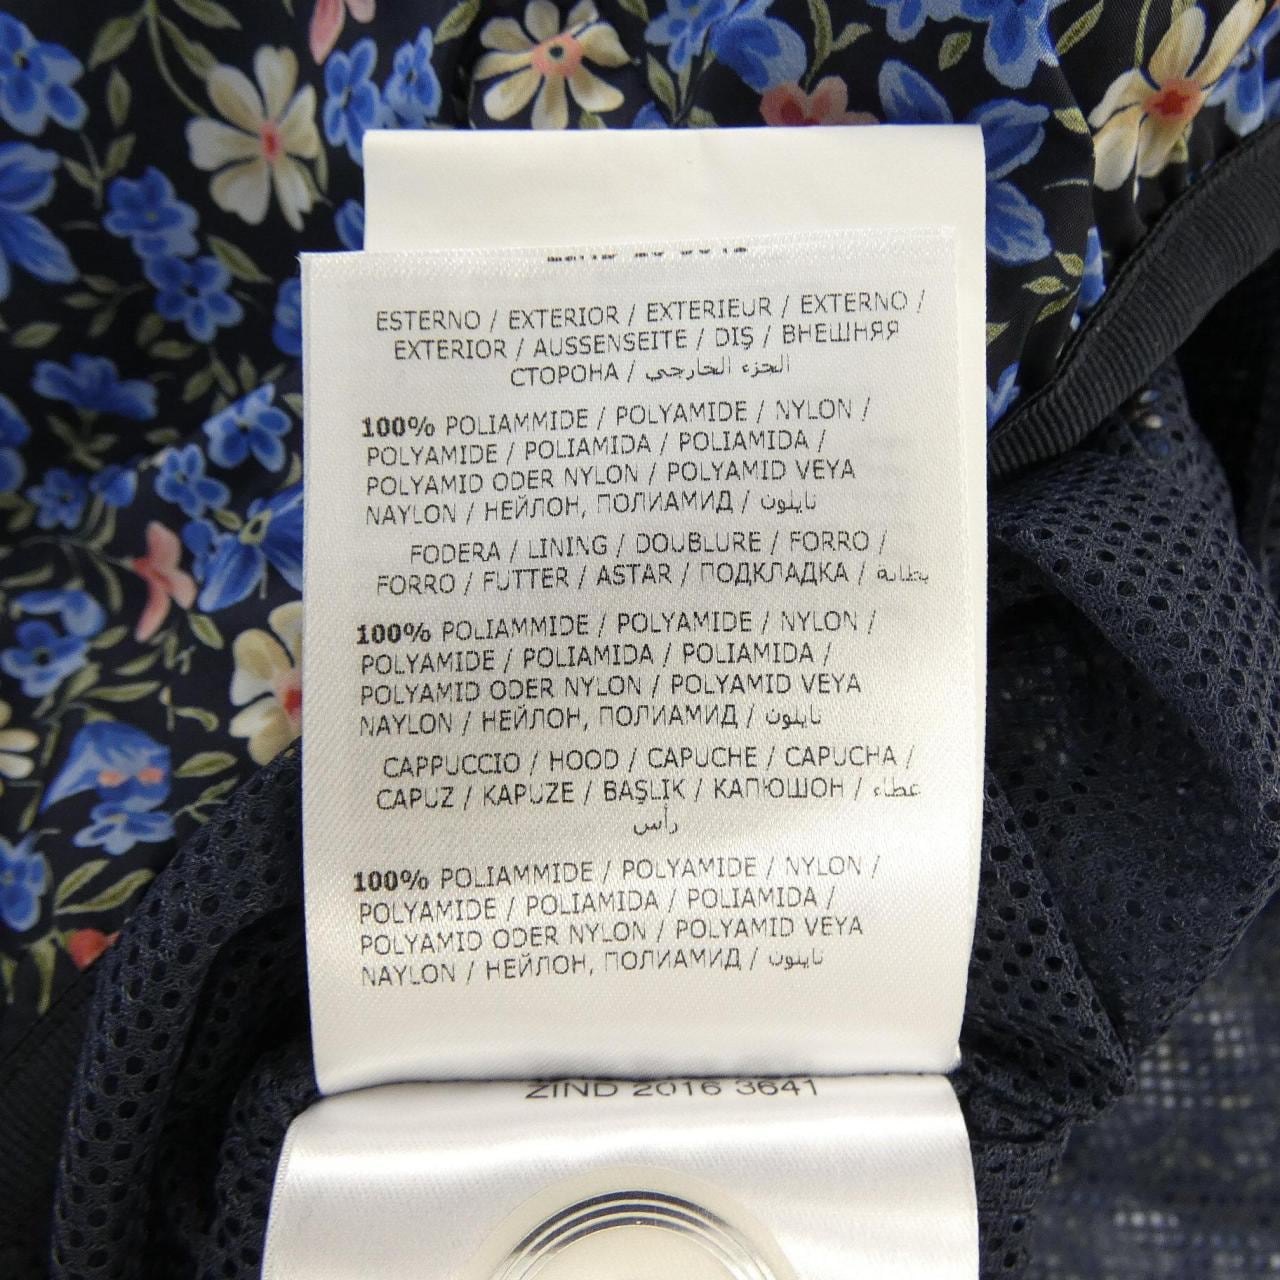 ESTERNO / EXTERIOR / EXTERIEUR / EXTERNO /
EXTERIOR / AUSSENSEITE / DIŞ / ВНЕШНЯЯ
СТОРОНА / الجزء الخارجي
100% POLIAMMIDE / POLYAMIDE / NYLON /
POLYAMIDE / POLIAMIDA / POLIAMIDA /
POLYAMID ODER NYLON / POLYAMID VEYA
NAYLON / НЕЙЛОН, ПОЛИАМИД / نايلون
FODERA / LINING / DOUBLURE / FORRO /
FORRO / FUTTER / ASTAR / ПОДКЛАДКА / بطانة
100% POLIAMMIDE / POLYAMIDE / NYLON /
POLYAMIDE / POLIAMIDA / POLIAMIDA /
POLYAMID ODER NYLON / POLYAMID VEYA
NAYLON / НЕЙЛОН, ПОЛИАМИД / نايلون
CAPPUCCIO / HOOD / CAPUCHE / CAPUCHA /
CAPUZ / KAPUZE / BAŞLIK / КАПЮШОН / غطاء
رأس
100% POLIAMMIDE / POLYAMIDE / NYLON /
POLYAMIDE / POLIAMIDA / POLIAMIDA /
POLYAMID ODER NYLON / POLYAMID VEYA
NAYLON / НЕЙЛОН, ПОЛИАМИД / نايلون
ZIND 2016 3641